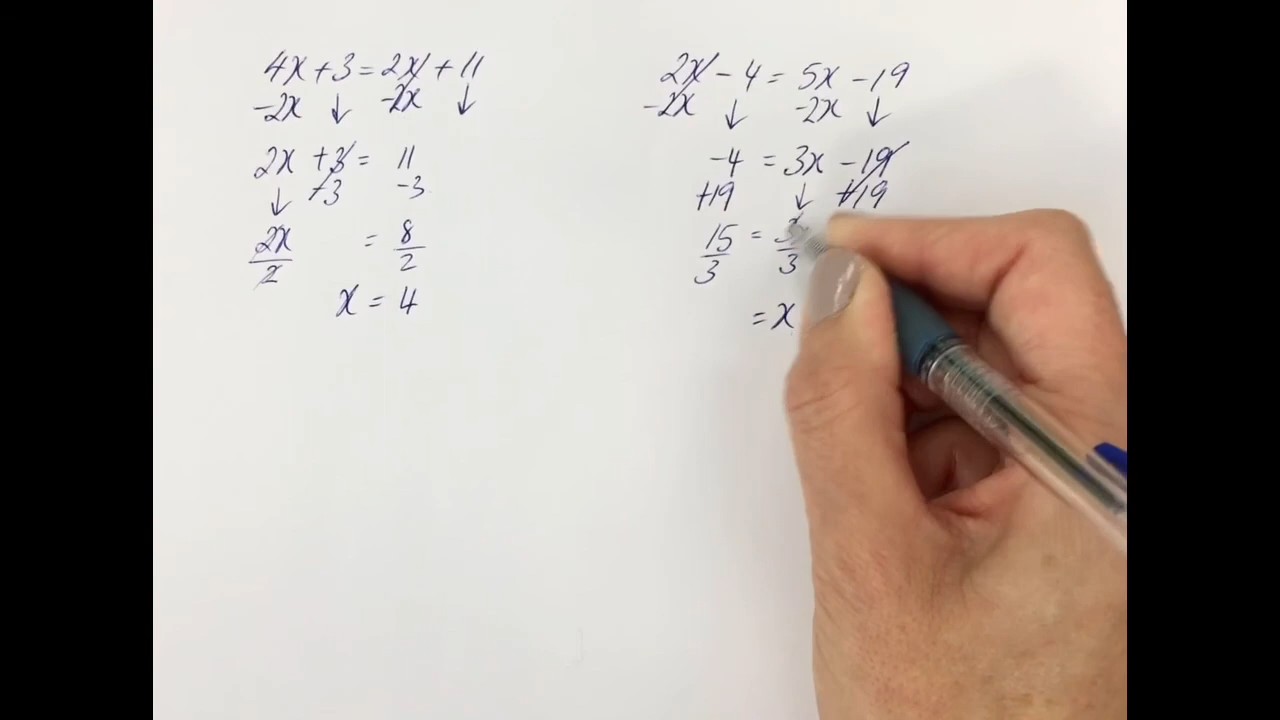 4x + 3 = 2x + 11
-2x ↓ -2x ↓
2x + 3 = 11
↓ -3 -3
2x = 8
2 2
x = 4
2x - 4 = 5x - 19
-2x ↓ -2x ↓
-4 = 3x - 19
+19 ↓ +19
15 = 3
3 3
= x